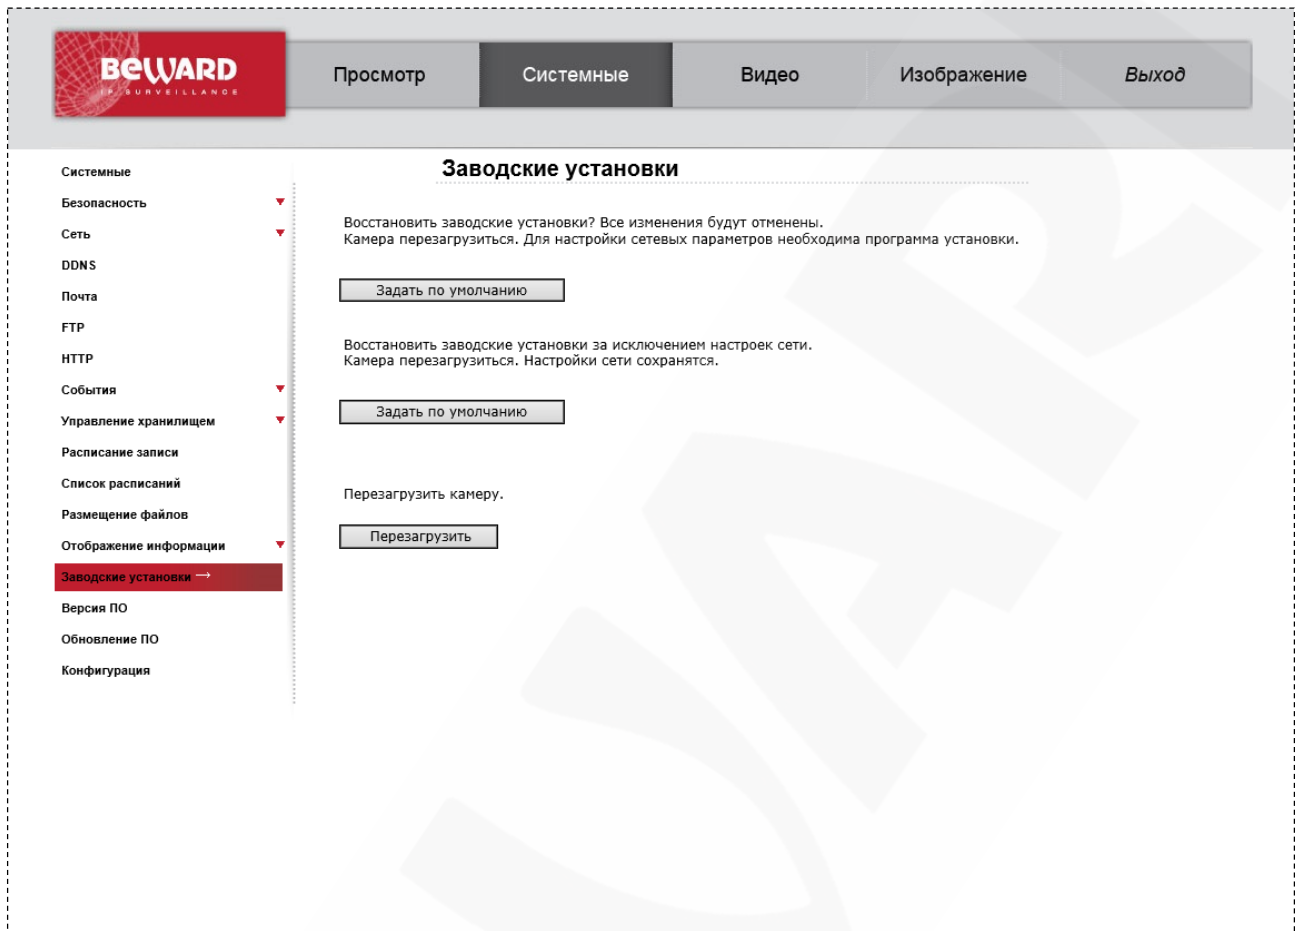 BEWARD
IP SURVEILLANCE
Просмотр
Системные
Видео
Изображение
Выход
Системные
Безопасность
Сеть
DDNS
Почта
FTP
HTTP
События
Управление хранилищем
Расписание записи
Список расписаний
Размещение файлов
Отображение информации
Заводские установки →
Версия ПО
Обновление ПО
Конфигурация
Заводские установки
Восстановить заводские установки? Все изменения будут отменены.
Камера перезагрузиться. Для настройки сетевых параметров необходима программа установки.
Задать по умолчанию
Восстановить заводские установки за исключением настроек сети.
Камера перезагрузиться. Настройки сети сохранятся.
Задать по умолчанию
Перезагрузить камеру.
Перезагрузить